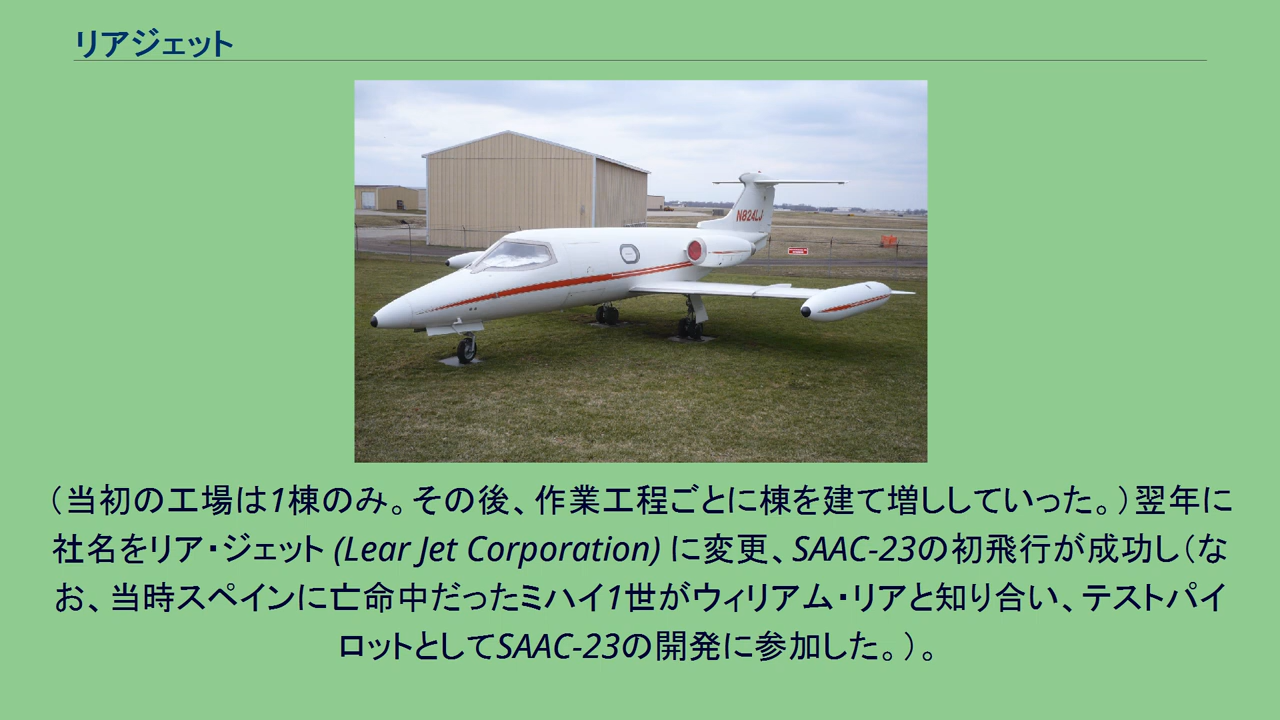 リアジェット
N824LJ
(当初の工場は1棟のみ。その後、作業工程ごとに棟を建て増ししていった。)翌年に
社名をリア・ジェット (Lear Jet Corporation) に変更、SAAC-23の初飛行が成功し(な
お、当時スペインに亡命中だったミハイ1世がウィリアム・リアと知り合い、テストパイ
ロットとしてSAAC-23の開発に参加した。)。